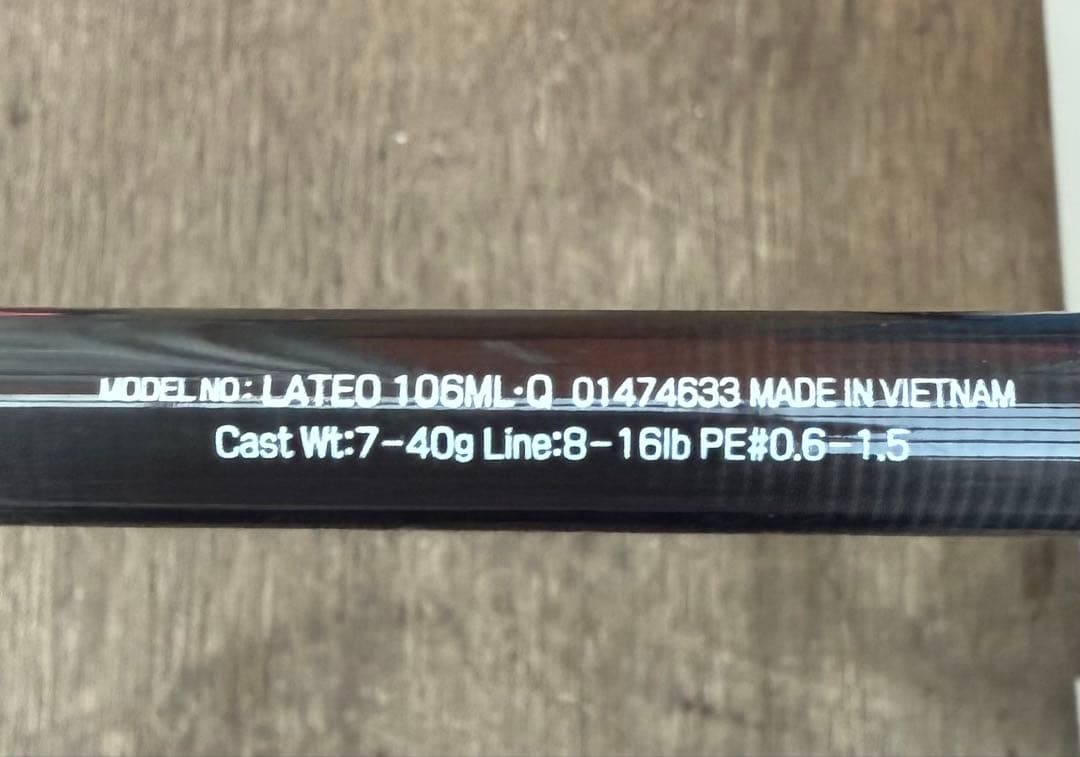 MODEL NO: LATEO 106ML·Q 01474633 MADE IN VIETNAM
Cast Wt:7-40g Line:8-16lb PE#0.6-1.5